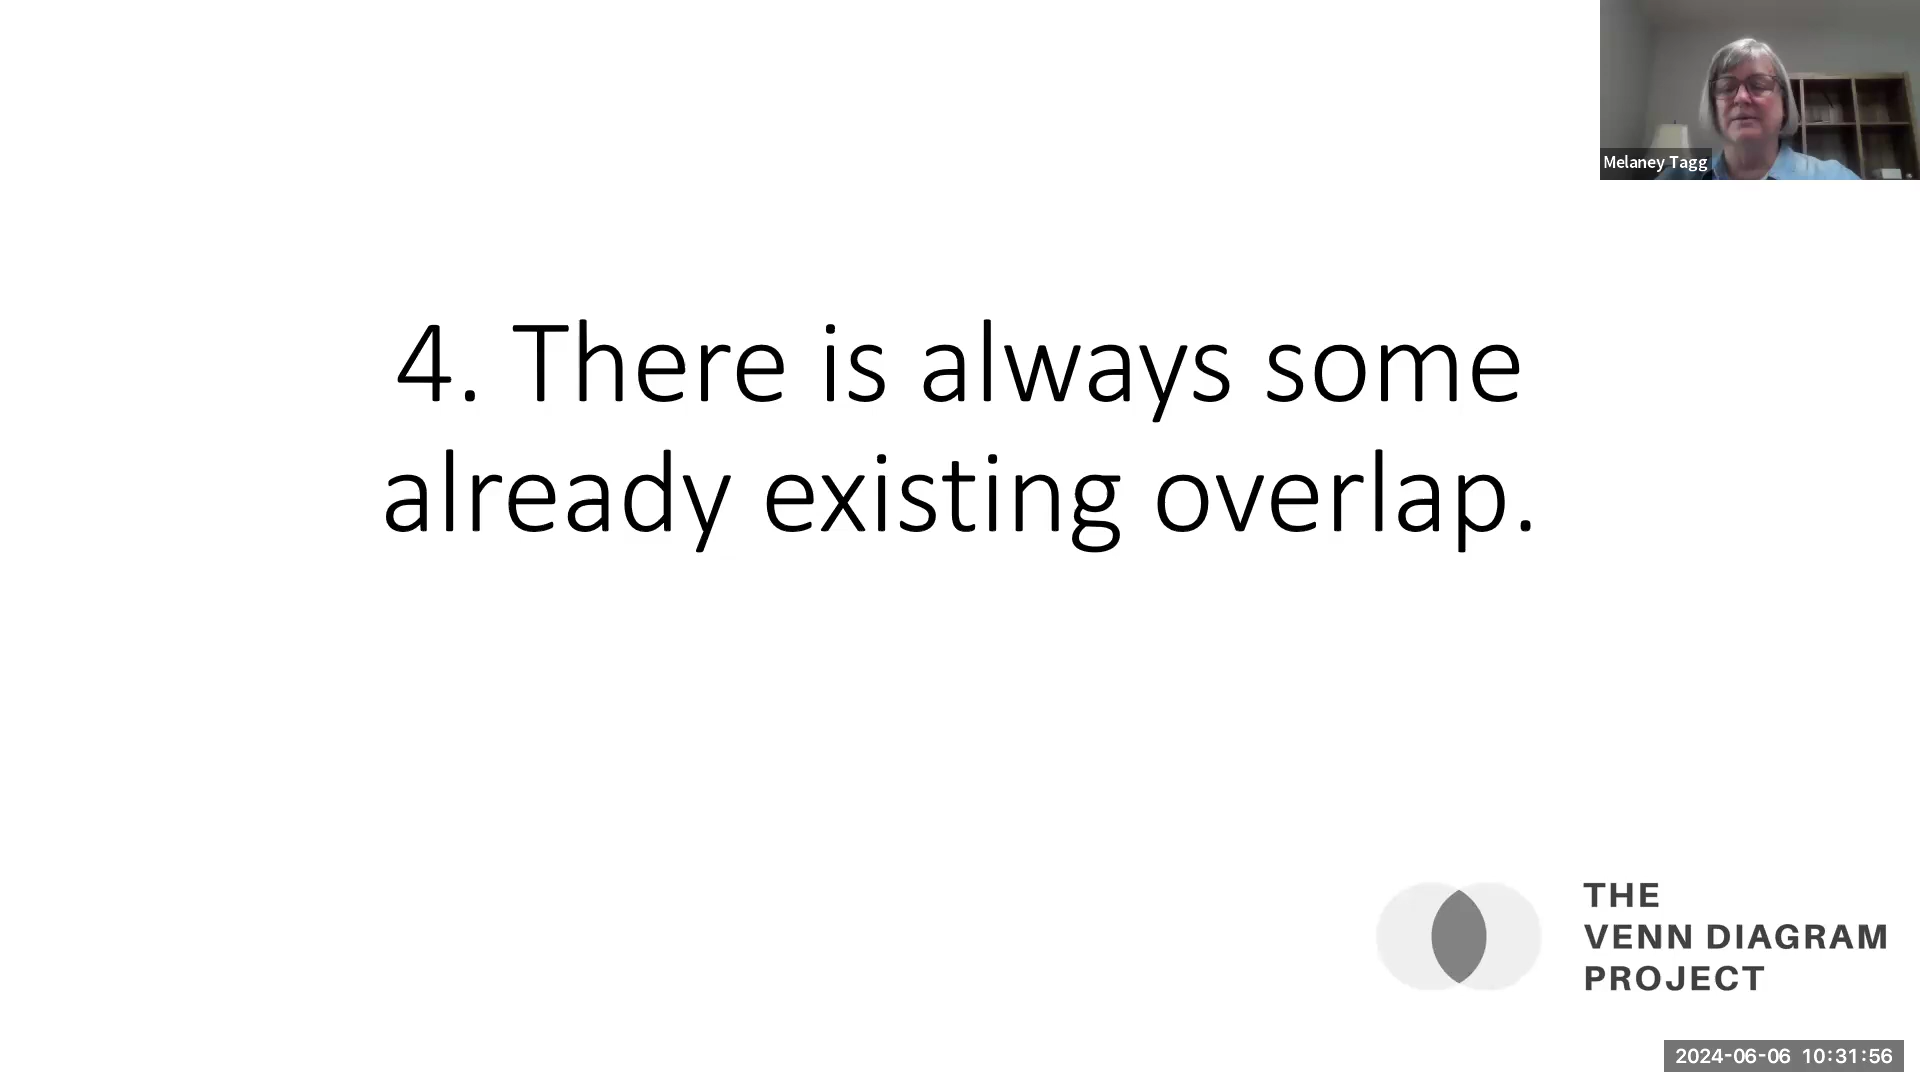 Melaney Tagg
4. There is always some
already existing overlap.
THE
VENN DIAGRAM
PROJECT
2024-06-06 10:31:56